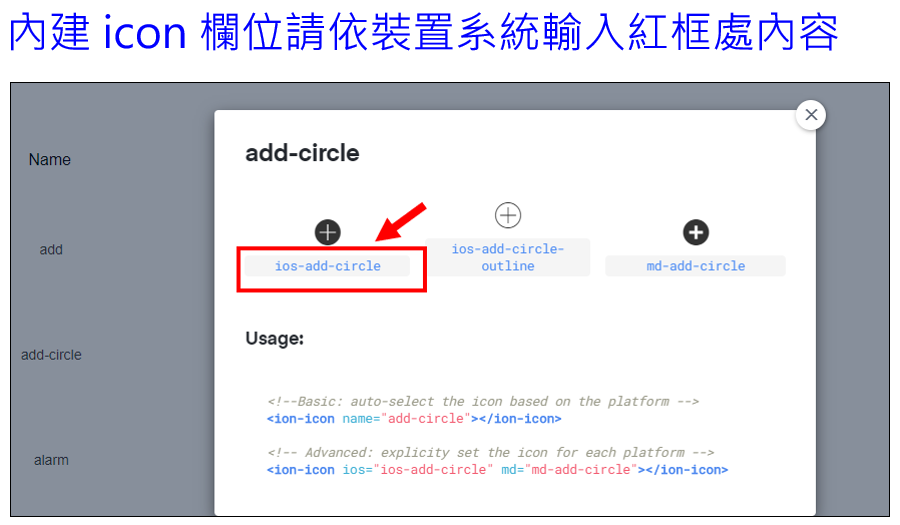 內建 icon 欄位請依裝置系統輸入紅框處內容
Name
add
add-circle
alarm
add-circle
ios-add-circle
ios-add-circle-
outline
md-add-circle
Usage:
<!--Basic: auto-select the icon based on the platform -->
<ion-icon name="add-circle"></ion-icon>
<!-- Advanced: explicity set the icon for each platform -->
<ion-icon ios="ios-add-circle" md="md-add-circle"></ion-icon>